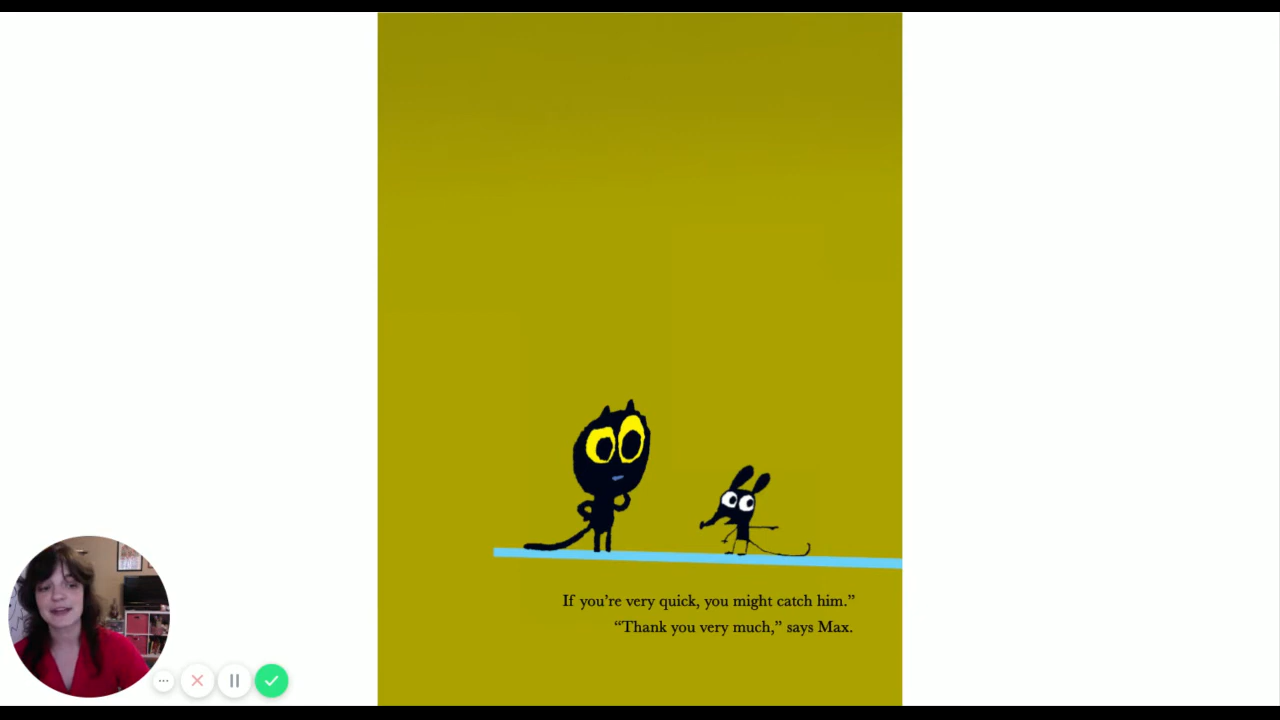 If you’re very quick, you might catch him.”
“Thank you very much,” says Max.